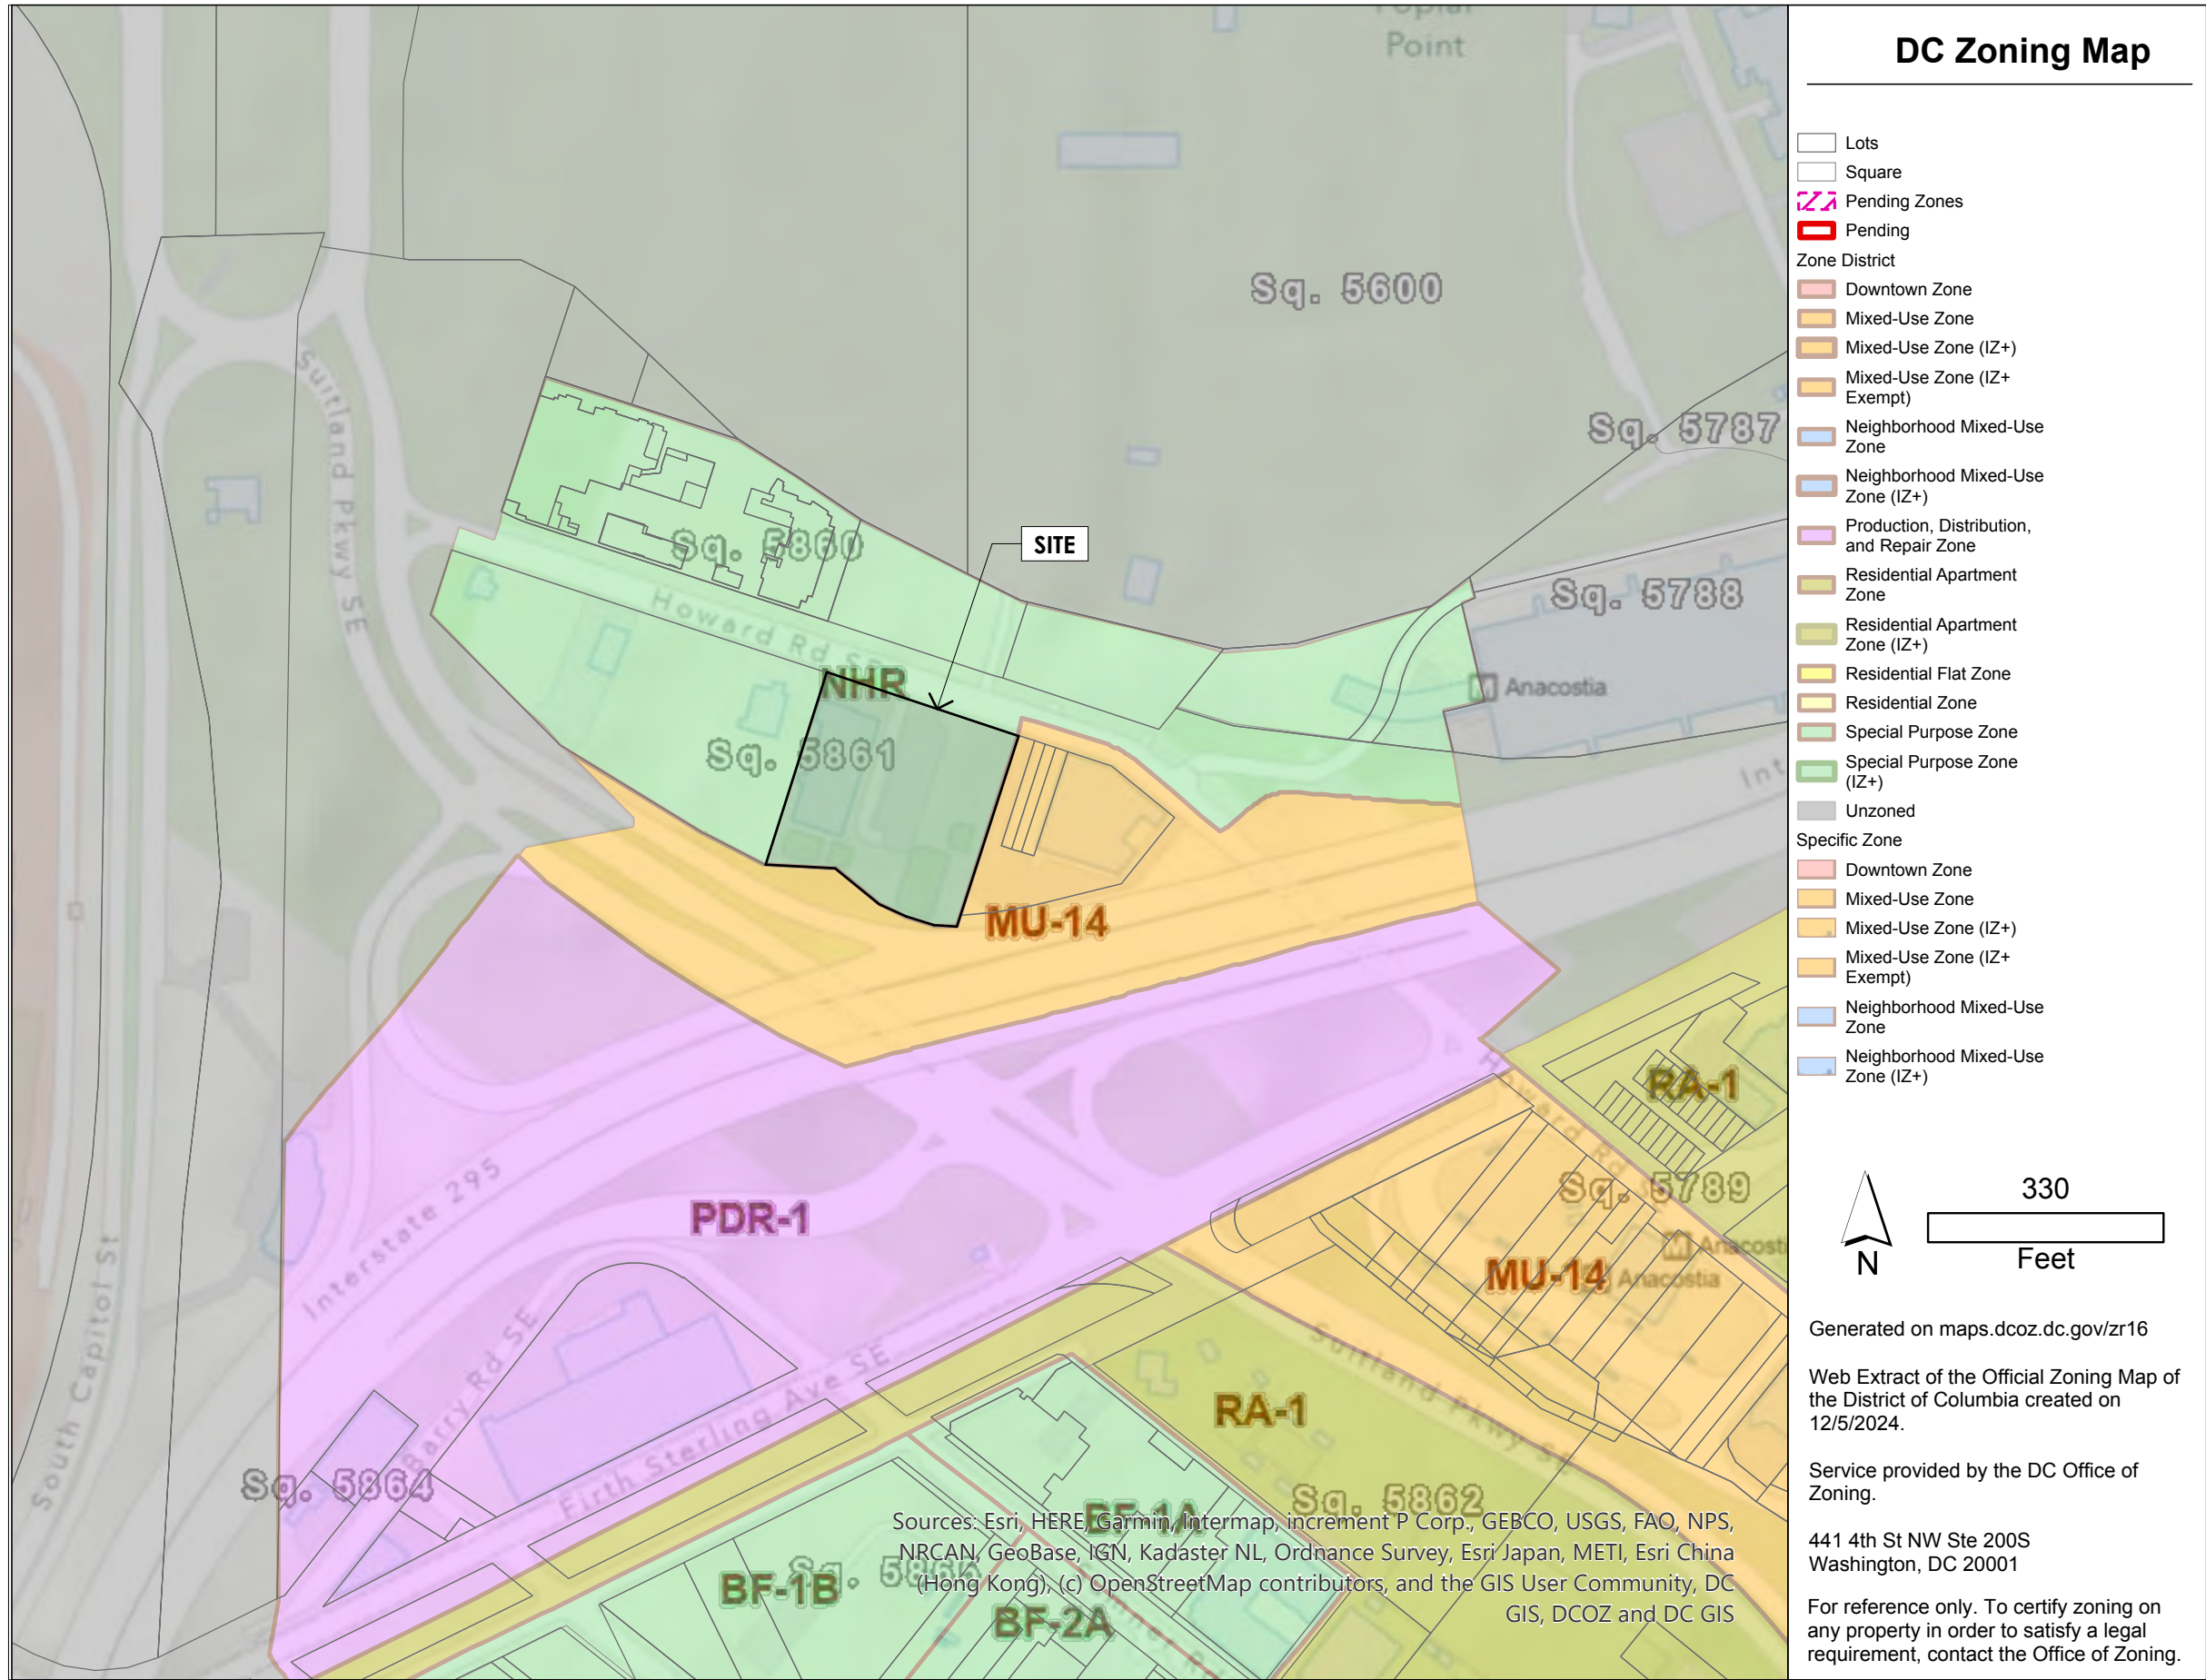 Poplar
Point
Sq. 5600
Sq. 5787
Suitland Pkwy SE
SITE
Sq. 5860
Howard Rd SE
Sq. 5788
NHR
Anacostia
Sq. 5861
Int
MU-14
Howard Rd
RA-1
Interstate 295
PDR-1
Sq. 5789
Anacosti
MU-14
Anacostia
South Capitol St
Barry Rd SE
Suitland Pkwy SE
Firth Sterling Ave SE
RA-1
Sq. 5864
Sq. 5862
BF-1A
BF-1B
BF-2A
Sources: Esri, HERE, Garmin, Intermap, increment P Corp., GEBCO, USGS, FAO, NPS,
NRCAN, GeoBase, IGN, Kadaster NL, Ordnance Survey, Esri Japan, METI, Esri China
(Hong Kong), (c) OpenStreetMap contributors, and the GIS User Community, DC
GIS, DCOZ and DC GIS
DC Zoning Map
Lots
Square
Pending Zones
Pending
Zone District
Downtown Zone
Mixed-Use Zone
Mixed-Use Zone (IZ+)
Mixed-Use Zone (IZ+
Exempt)
Neighborhood Mixed-Use
Zone
Neighborhood Mixed-Use
Zone (IZ+)
Production, Distribution,
and Repair Zone
Residential Apartment
Zone
Residential Apartment
Zone (IZ+)
Residential Flat Zone
Residential Zone
Special Purpose Zone
Special Purpose Zone
(IZ+)
Unzoned
Specific Zone
Downtown Zone
Mixed-Use Zone
Mixed-Use Zone (IZ+)
Mixed-Use Zone (IZ+
Exempt)
Neighborhood Mixed-Use
Zone
Neighborhood Mixed-Use
Zone (IZ+)
330
Feet
N
Generated on maps.dcoz.dc.gov/zr16
Web Extract of the Official Zoning Map of
the District of Columbia created on
12/5/2024.
Service provided by the DC Office of
Zoning.
441 4th St NW Ste 200S
Washington, DC 20001
For reference only. To certify zoning on
any property in order to satisfy a legal
requirement, contact the Office of Zoning.